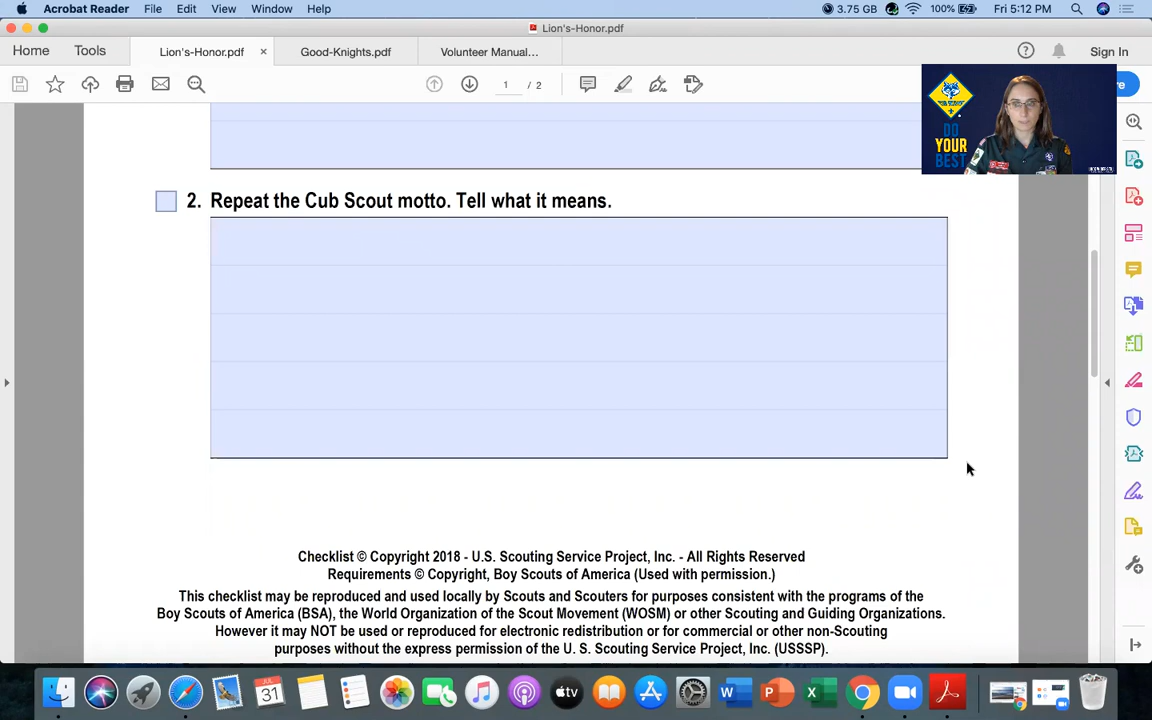 Acrobat Reader File Edit View Window Help 3.75 GB 100% Fri 5:12 PM
Lion's-Honor.pdf
Home Tools Lion's-Honor.pdf × Good-Knights.pdf Volunteer Manual... Sign In
1 / 2
DO
YOUR
BEST
2. Repeat the Cub Scout motto. Tell what it means.
Checklist © Copyright 2018 - U.S. Scouting Service Project, Inc. - All Rights Reserved
Requirements © Copyright, Boy Scouts of America (Used with permission.)
This checklist may be reproduced and used locally by Scouts and Scouters for purposes consistent with the programs of the
Boy Scouts of America (BSA), the World Organization of the Scout Movement (WOSM) or other Scouting and Guiding Organizations.
However it may NOT be used or reproduced for electronic redistribution or for commercial or other non-Scouting
purposes without the express permission of the U. S. Scouting Service Project, Inc. (USSSP).
JUL
31
tv